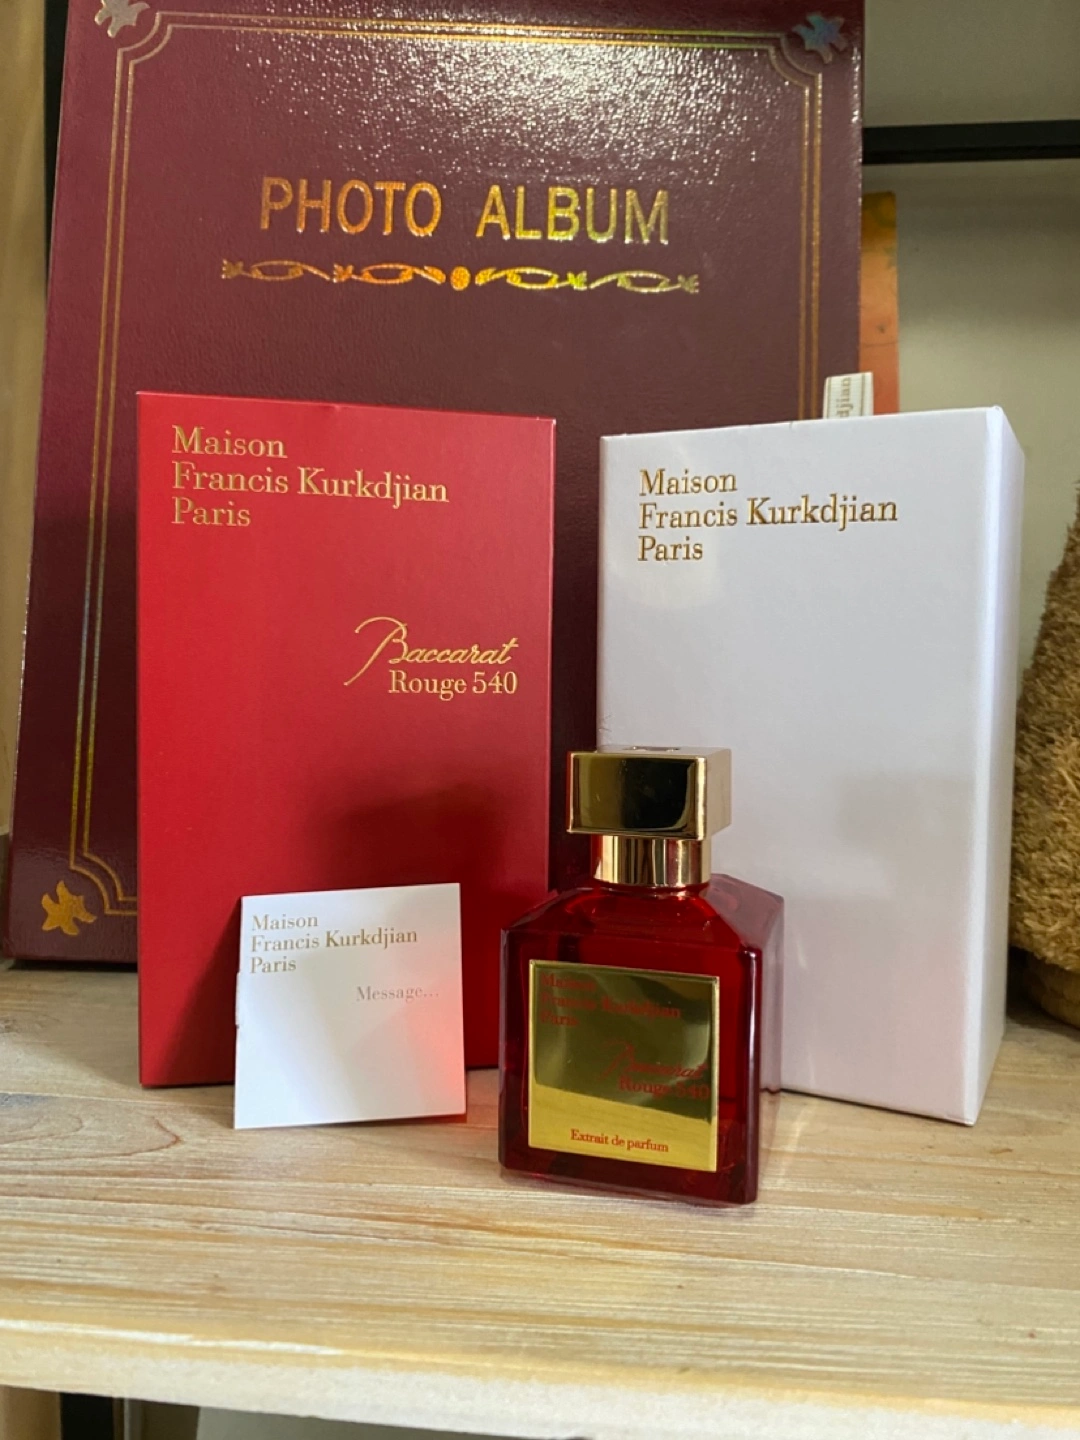 PHOTO ALBUM
Maison
Francis Kurkdjian
Paris
Baccarat
Rouge 540
djian
Maison
Francis Kurkdjian
Paris
Maison
Francis Kurkdjian
Paris
Message...
Maison
Francis Kurkdjian
Paris
Baccarat
Rouge 540
Extrait de parfum